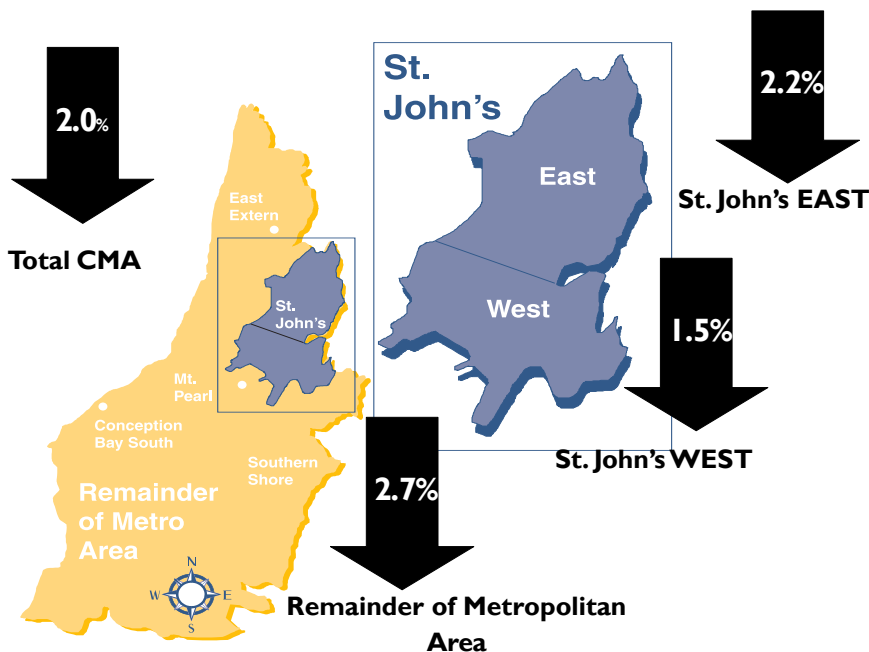 2.0%
Total CMA
St.
John's
2.2%
St. John's EAST
East
West
1.5%
St. John's WEST
East
Extern
St.
John's
Mt.
Pearl
Conception
Bay South
Southern
Shore
Remainder
of Metro
Area
2.7%
Remainder of Metropolitan
Area
N
W
E
S